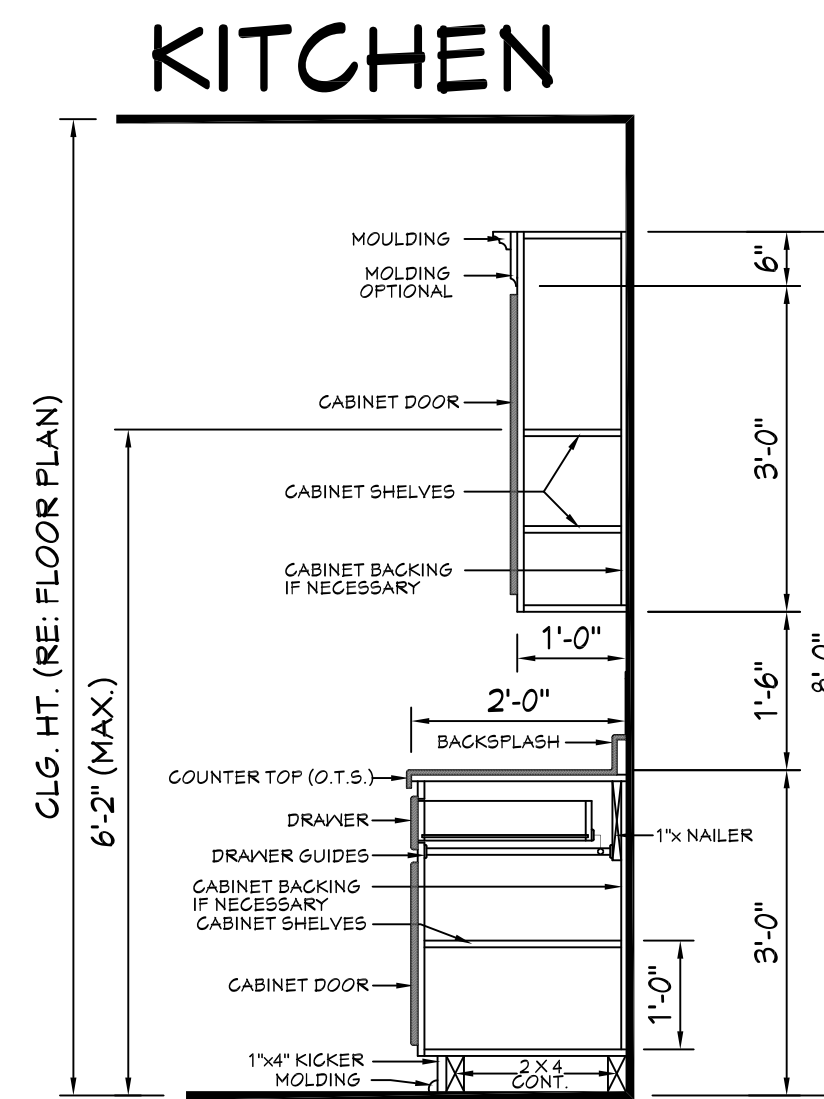 KITCHEN
MOULDING
MOLDING
OPTIONAL
6"
CABINET DOOR
3'-0"
CLG. HT. (RE: FLOOR PLAN)
CABINET SHELVES
CABINET BACKING
IF NECESSARY
1'-0"
6'-2" (MAX.)
2'-0"
1'-6"
8'-0"
BACKSPLASH
COUNTER TOP (O.T.S.)
DRAWER
1"x NAILER
DRAWER GUIDES
CABINET BACKING
IF NECESSARY
CABINET SHELVES
3'-0"
CABINET DOOR
1'-0"
1"x4" KICKER
MOLDING
2 X 4
CONT.